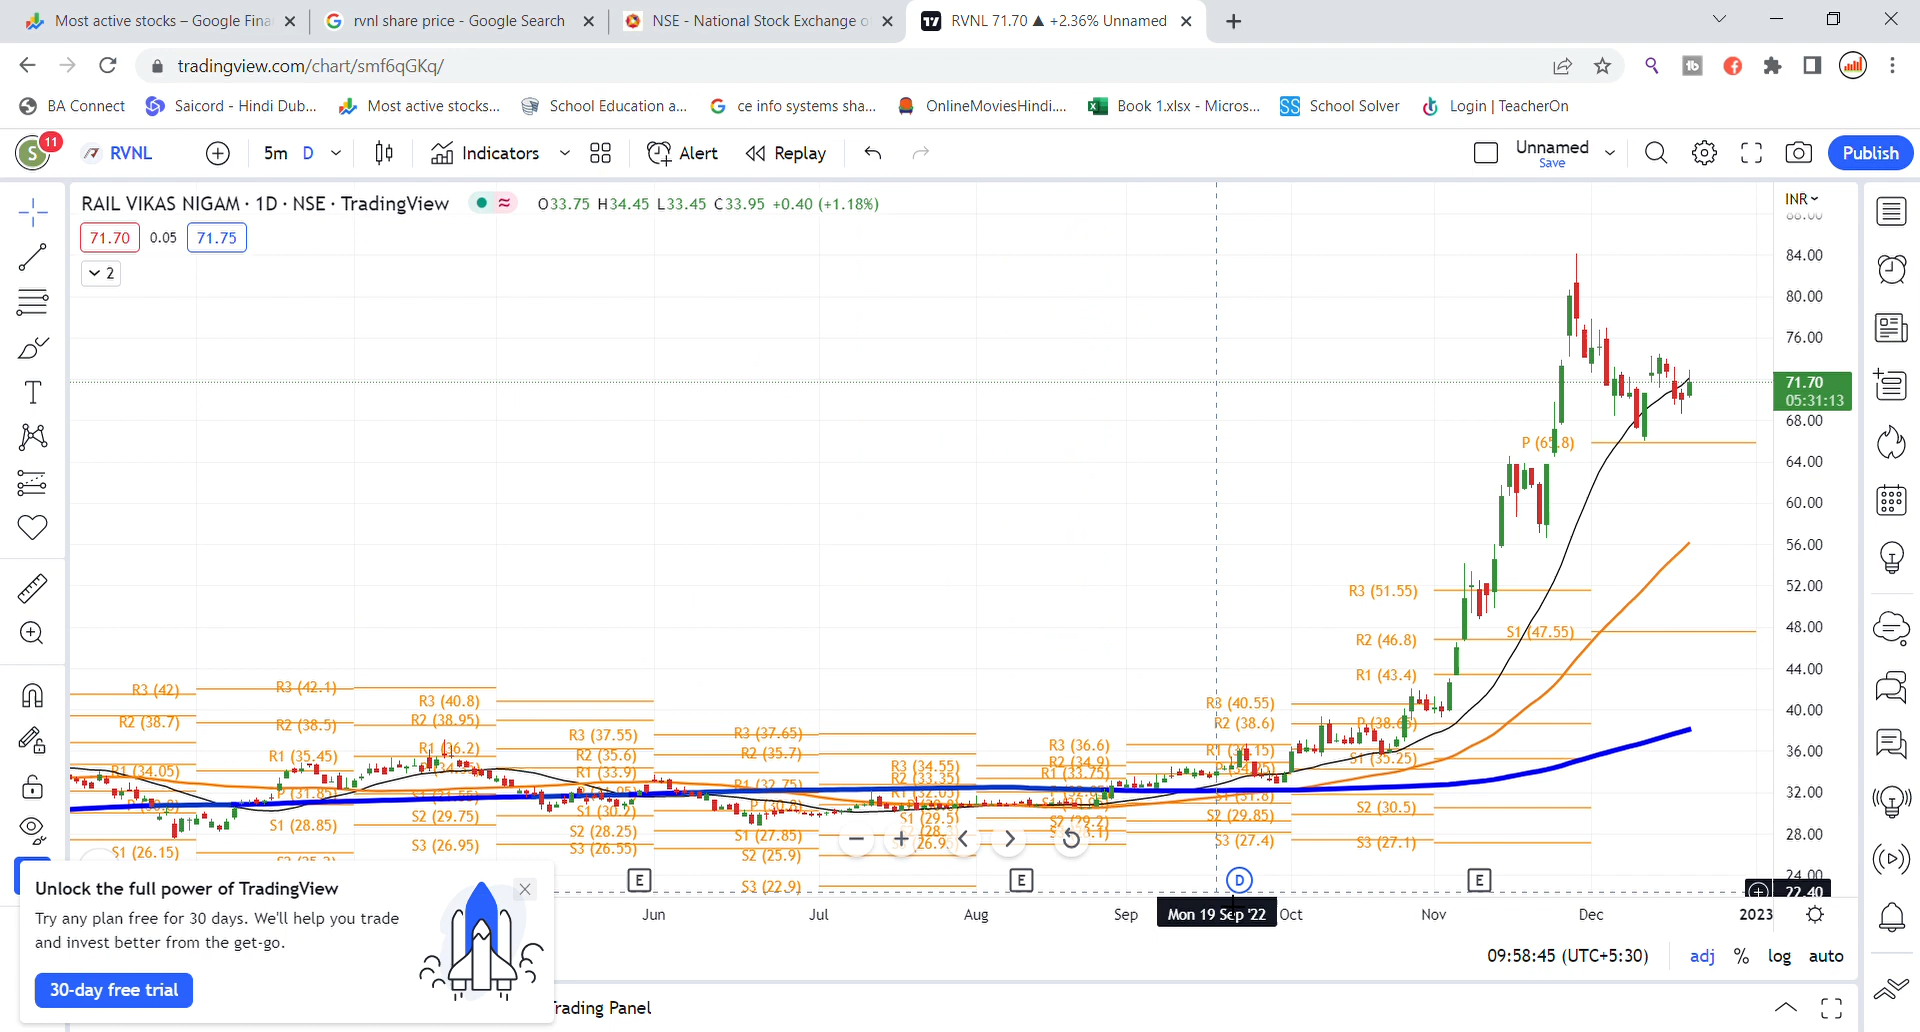 Most active stocks – Google Fina
rvnl share price - Google Search
NSE - National Stock Exchange o
RVNL 71.70 ▲ +2.36% Unnamed
tradingview.com/chart/smf6qGKq/
BA Connect
Saicord - Hindi Dub...
Most active stocks...
School Education a...
ce info systems sha...
OnlineMoviesHindi....
Book 1.xlsx - Micros...
School Solver
Login | TeacherOn
S
11
RVNL
5m
D
Indicators
Alert
Replay
Unnamed
Save
Publish
RAIL VIKAS NIGAM · 1D · NSE · TradingView
O33.75 H34.45 L33.45 C33.95 +0.40 (+1.18%)
INR
88.00
71.70
0.05
71.75
2
84.00
80.00
76.00
71.70
05:31:13
68.00
P (65.8)
64.00
60.00
56.00
52.00
R3 (51.55)
48.00
S1 (47.55)
R2 (46.8)
44.00
R1 (43.4)
40.00
36.00
32.00
28.00
24.00
22.40
R3 (42)
R2 (38.7)
R1 (34.05)
S1 (26.15)
R3 (42.1)
R2 (38.5)
R1 (35.45)
S1 (28.85)
R3 (40.8)
R2 (38.95)
R1 (36.2)
S2 (29.75)
S3 (26.95)
R3 (37.55)
R2 (35.6)
R1 (33.9)
S1 (30.2)
S2 (28.25)
S3 (26.55)
R3 (37.65)
R2 (35.7)
R1 (32.75)
P (30.8)
S1 (27.85)
S2 (25.9)
S3 (22.9)
R3 (34.55)
R2 (33.35)
R1 (32.05)
S1 (29.5)
R3 (36.6)
R2 (34.9)
R1 (33.75)
S2 (29.2)
R3 (40.55)
R2 (38.6)
R1 (36.15)
S1 (31.8)
S2 (29.85)
S3 (27.4)
P (38.65)
S1 (35.25)
S2 (30.5)
S3 (27.1)
E
E
D
E
Jun
Jul
Aug
Sep
Mon 19 Sep '22
Oct
Nov
Dec
2023
Unlock the full power of TradingView
Try any plan free for 30 days. We'll help you trade
and invest better from the get-go.
30-day free trial
09:58:45 (UTC+5:30)
adj
%
log
auto
Trading Panel